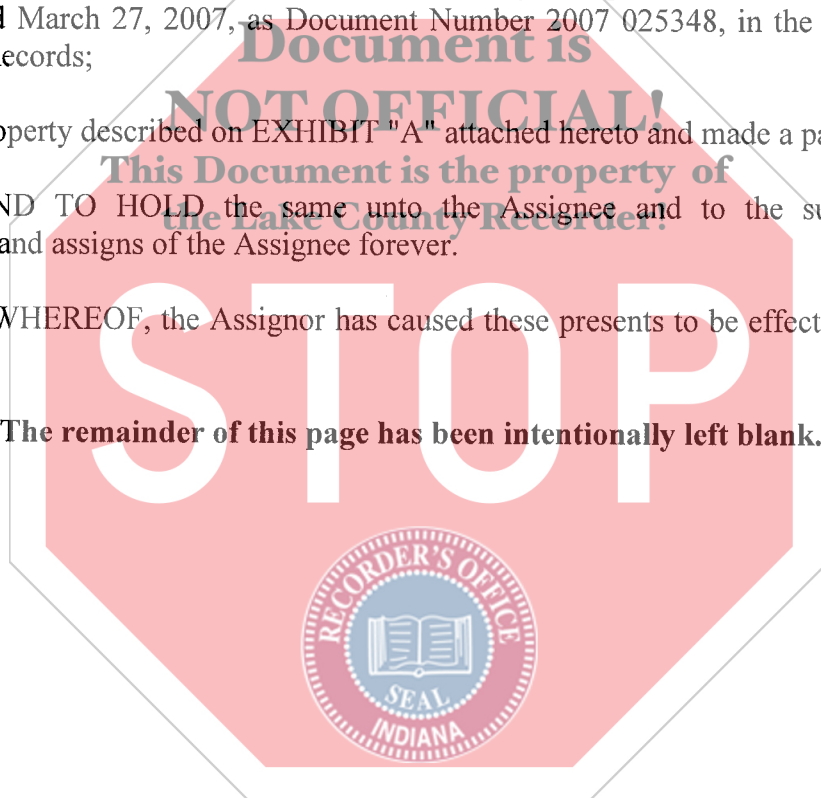 March 27, 2007, as Document Number 2007 025348, in the
Document is
ecords;
NOT OFFICIAL!
operty described on EXHIBIT "A" attached hereto and made a pa
This Document is the property of
ND TO HOLD the same unto the Assignee and to the su
the Lake County Recorder!
and assigns of the Assignee forever.
WHEREOF, the Assignor has caused these presents to be effect
STOP
The remainder of this page has been intentionally left blank.
RECORDER'S OFFICE
SEAL
INDIANA